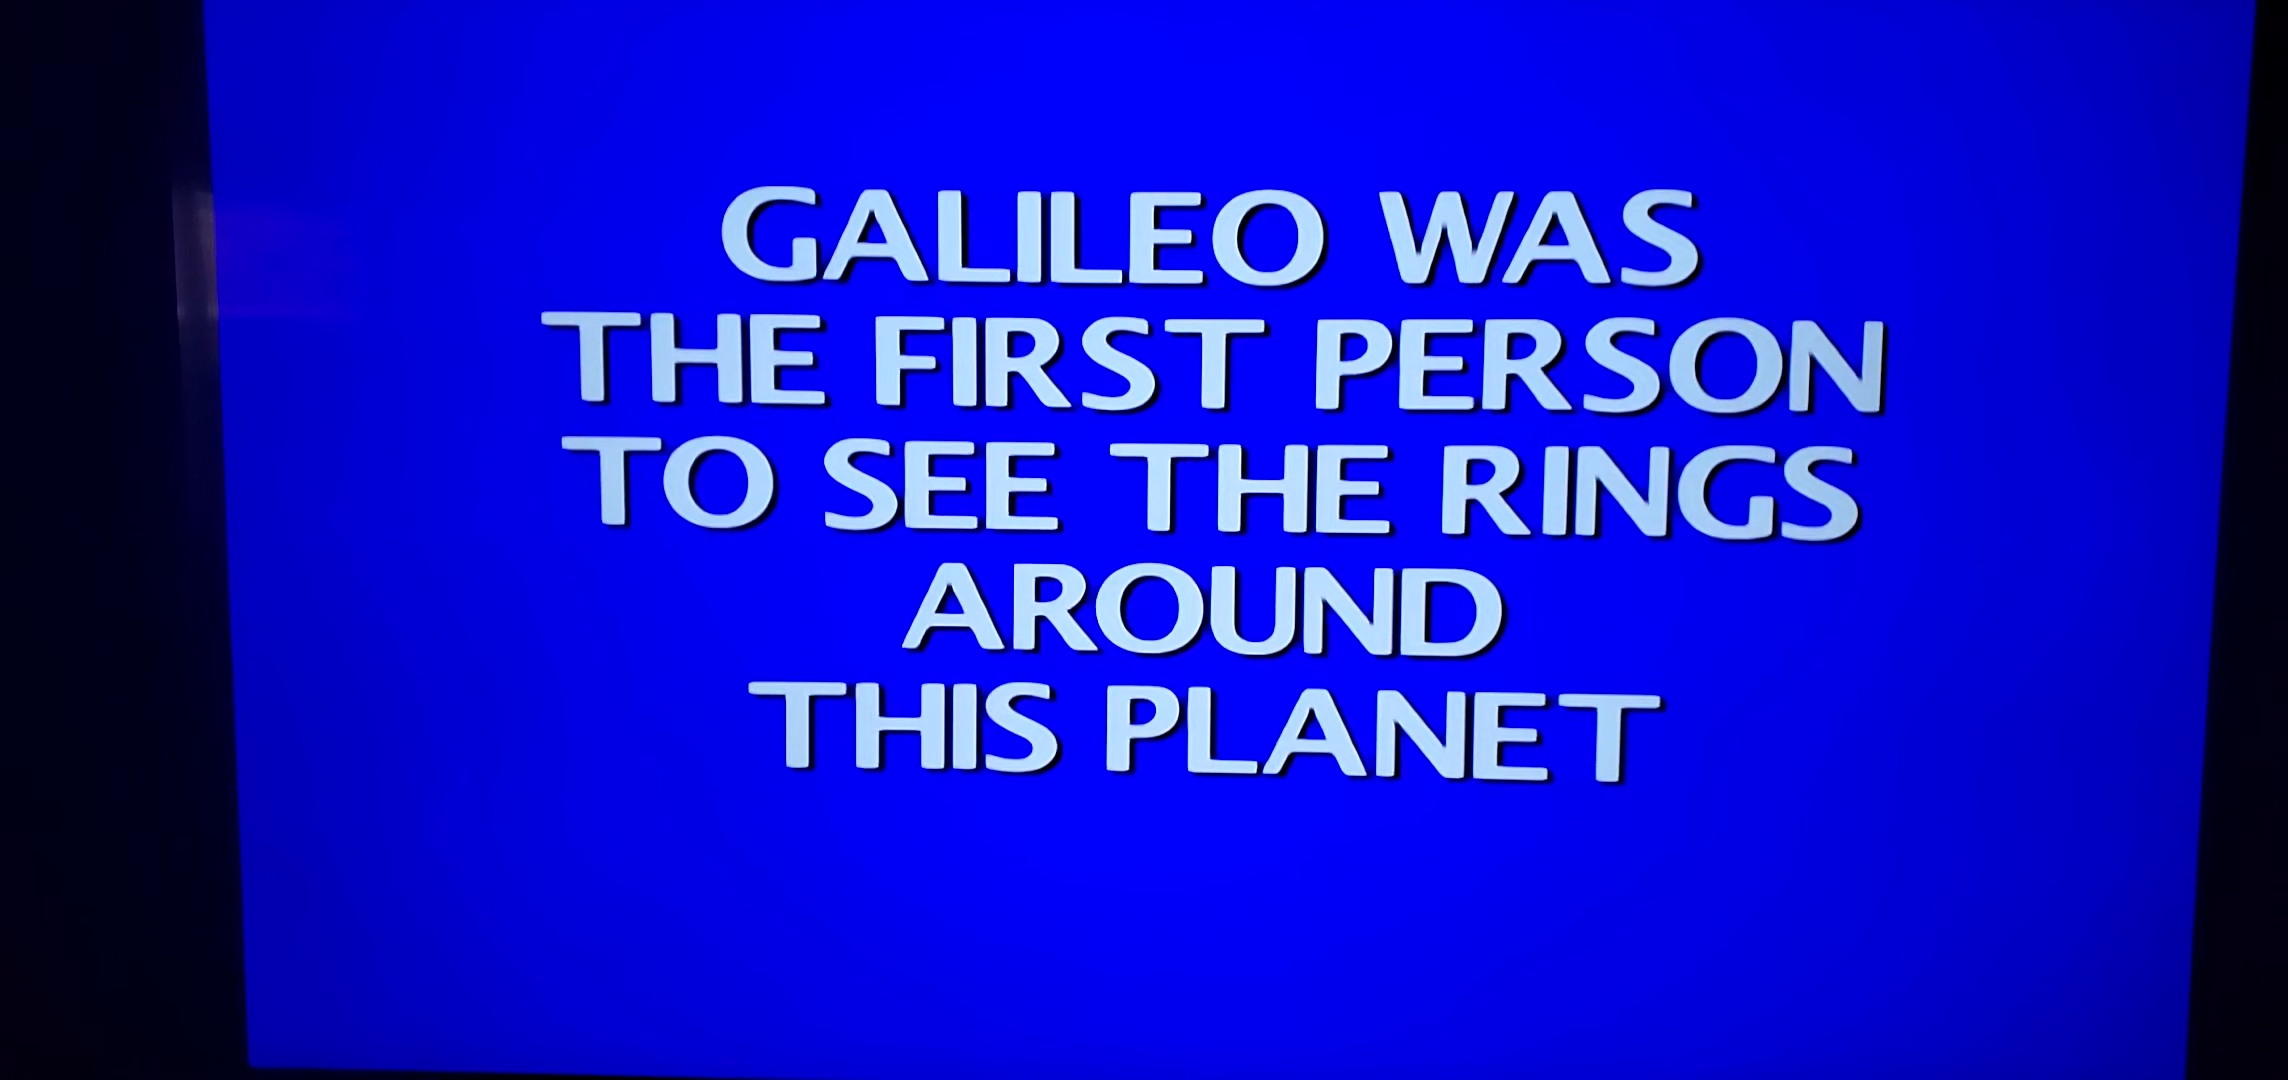 GALILEO WAS
THE FIRST PERSON
TO SEE THE RINGS
AROUND
THIS PLANET